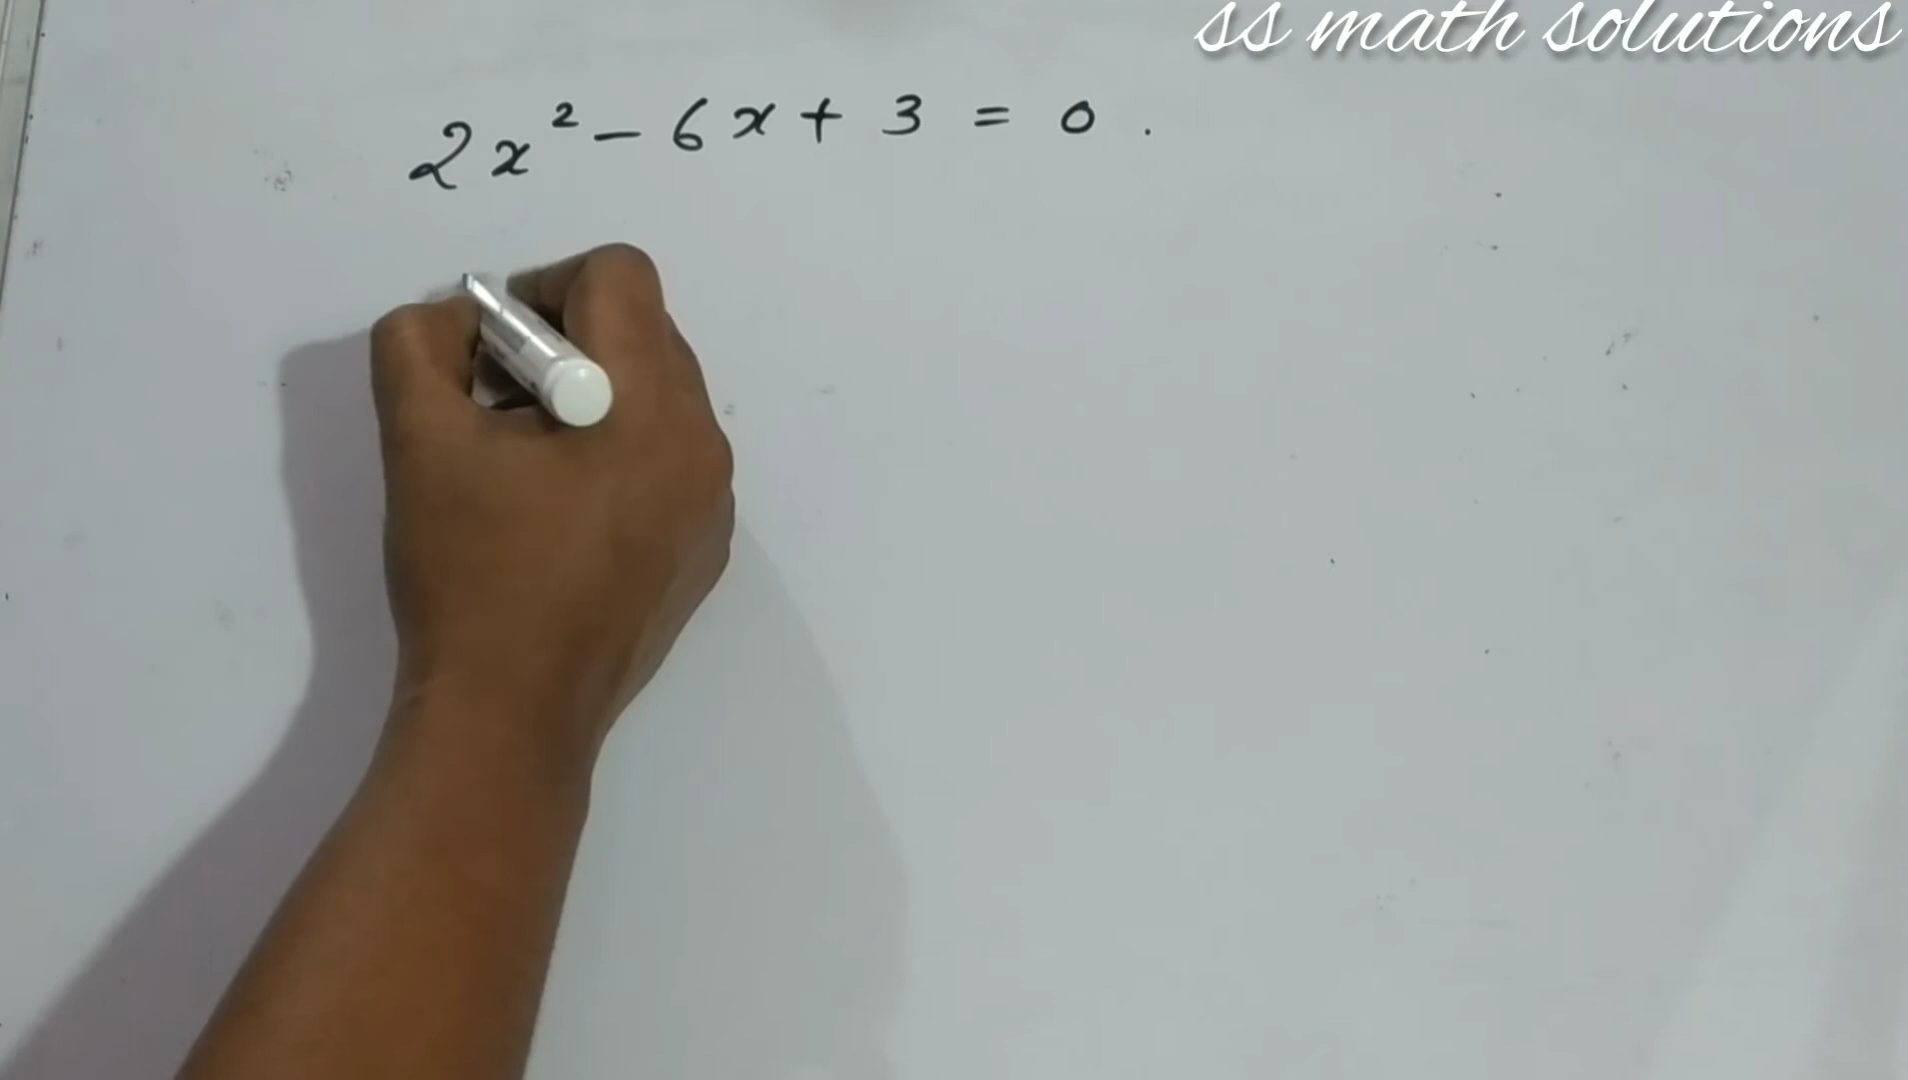 ss math solutions
2x² - 6x + 3 = 0.